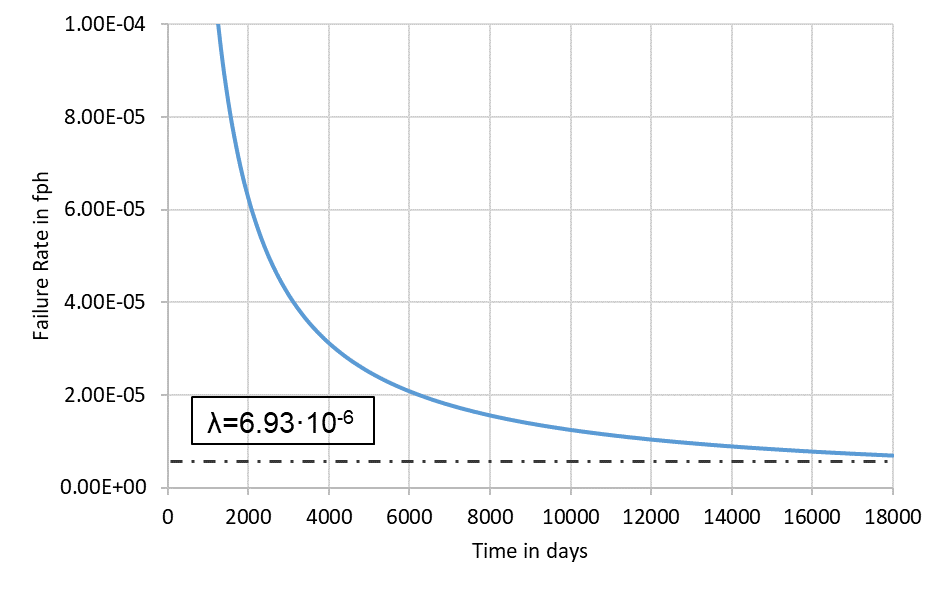 1.00E-04
8.00E-05
6.00E-05
4.00E-05
2.00E-05
0.00E+00
Failure Rate in fph
λ=6.93·10⁻⁶
0 2000 4000 6000 8000 10000 12000 14000 16000 18000
Time in days